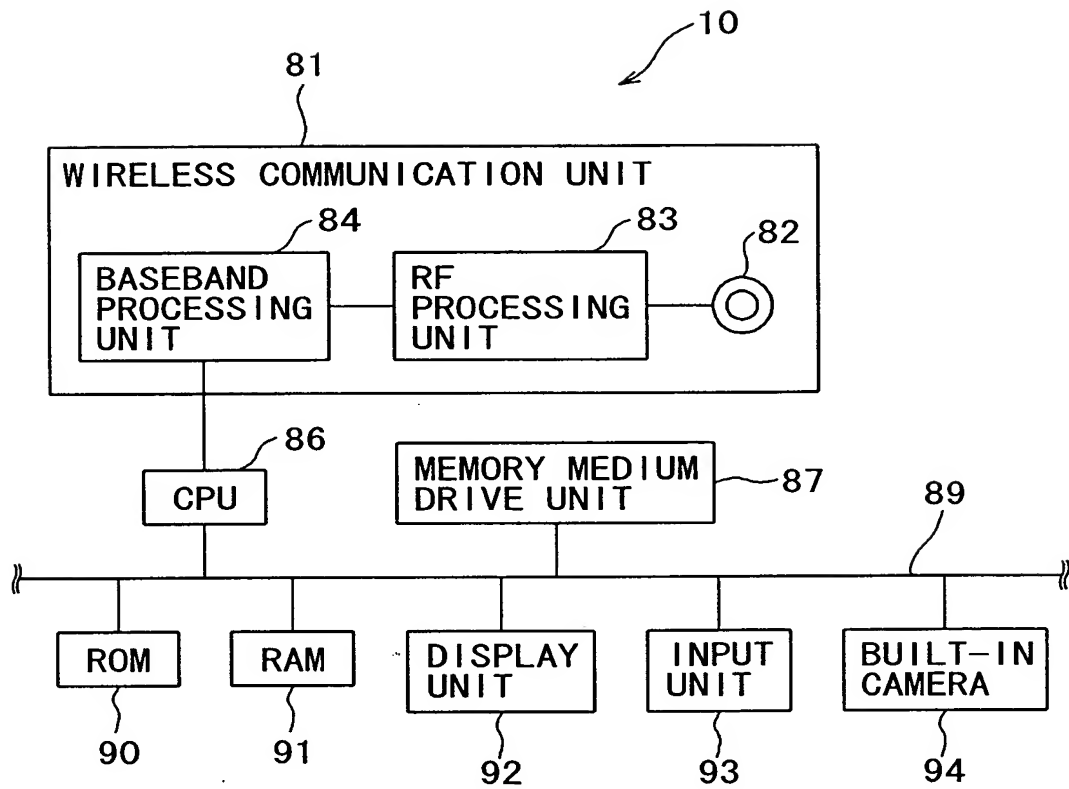 10
81
WIRELESS COMMUNICATION UNIT
84
83
82
BASEBAND
PROCESSING
UNIT
RF
PROCESSING
UNIT
86
CPU
MEMORY MEDIUM
DRIVE UNIT
87
89
ROM
RAM
DISPLAY
UNIT
INPUT
UNIT
BUILT-IN
CAMERA
90
91
92
93
94